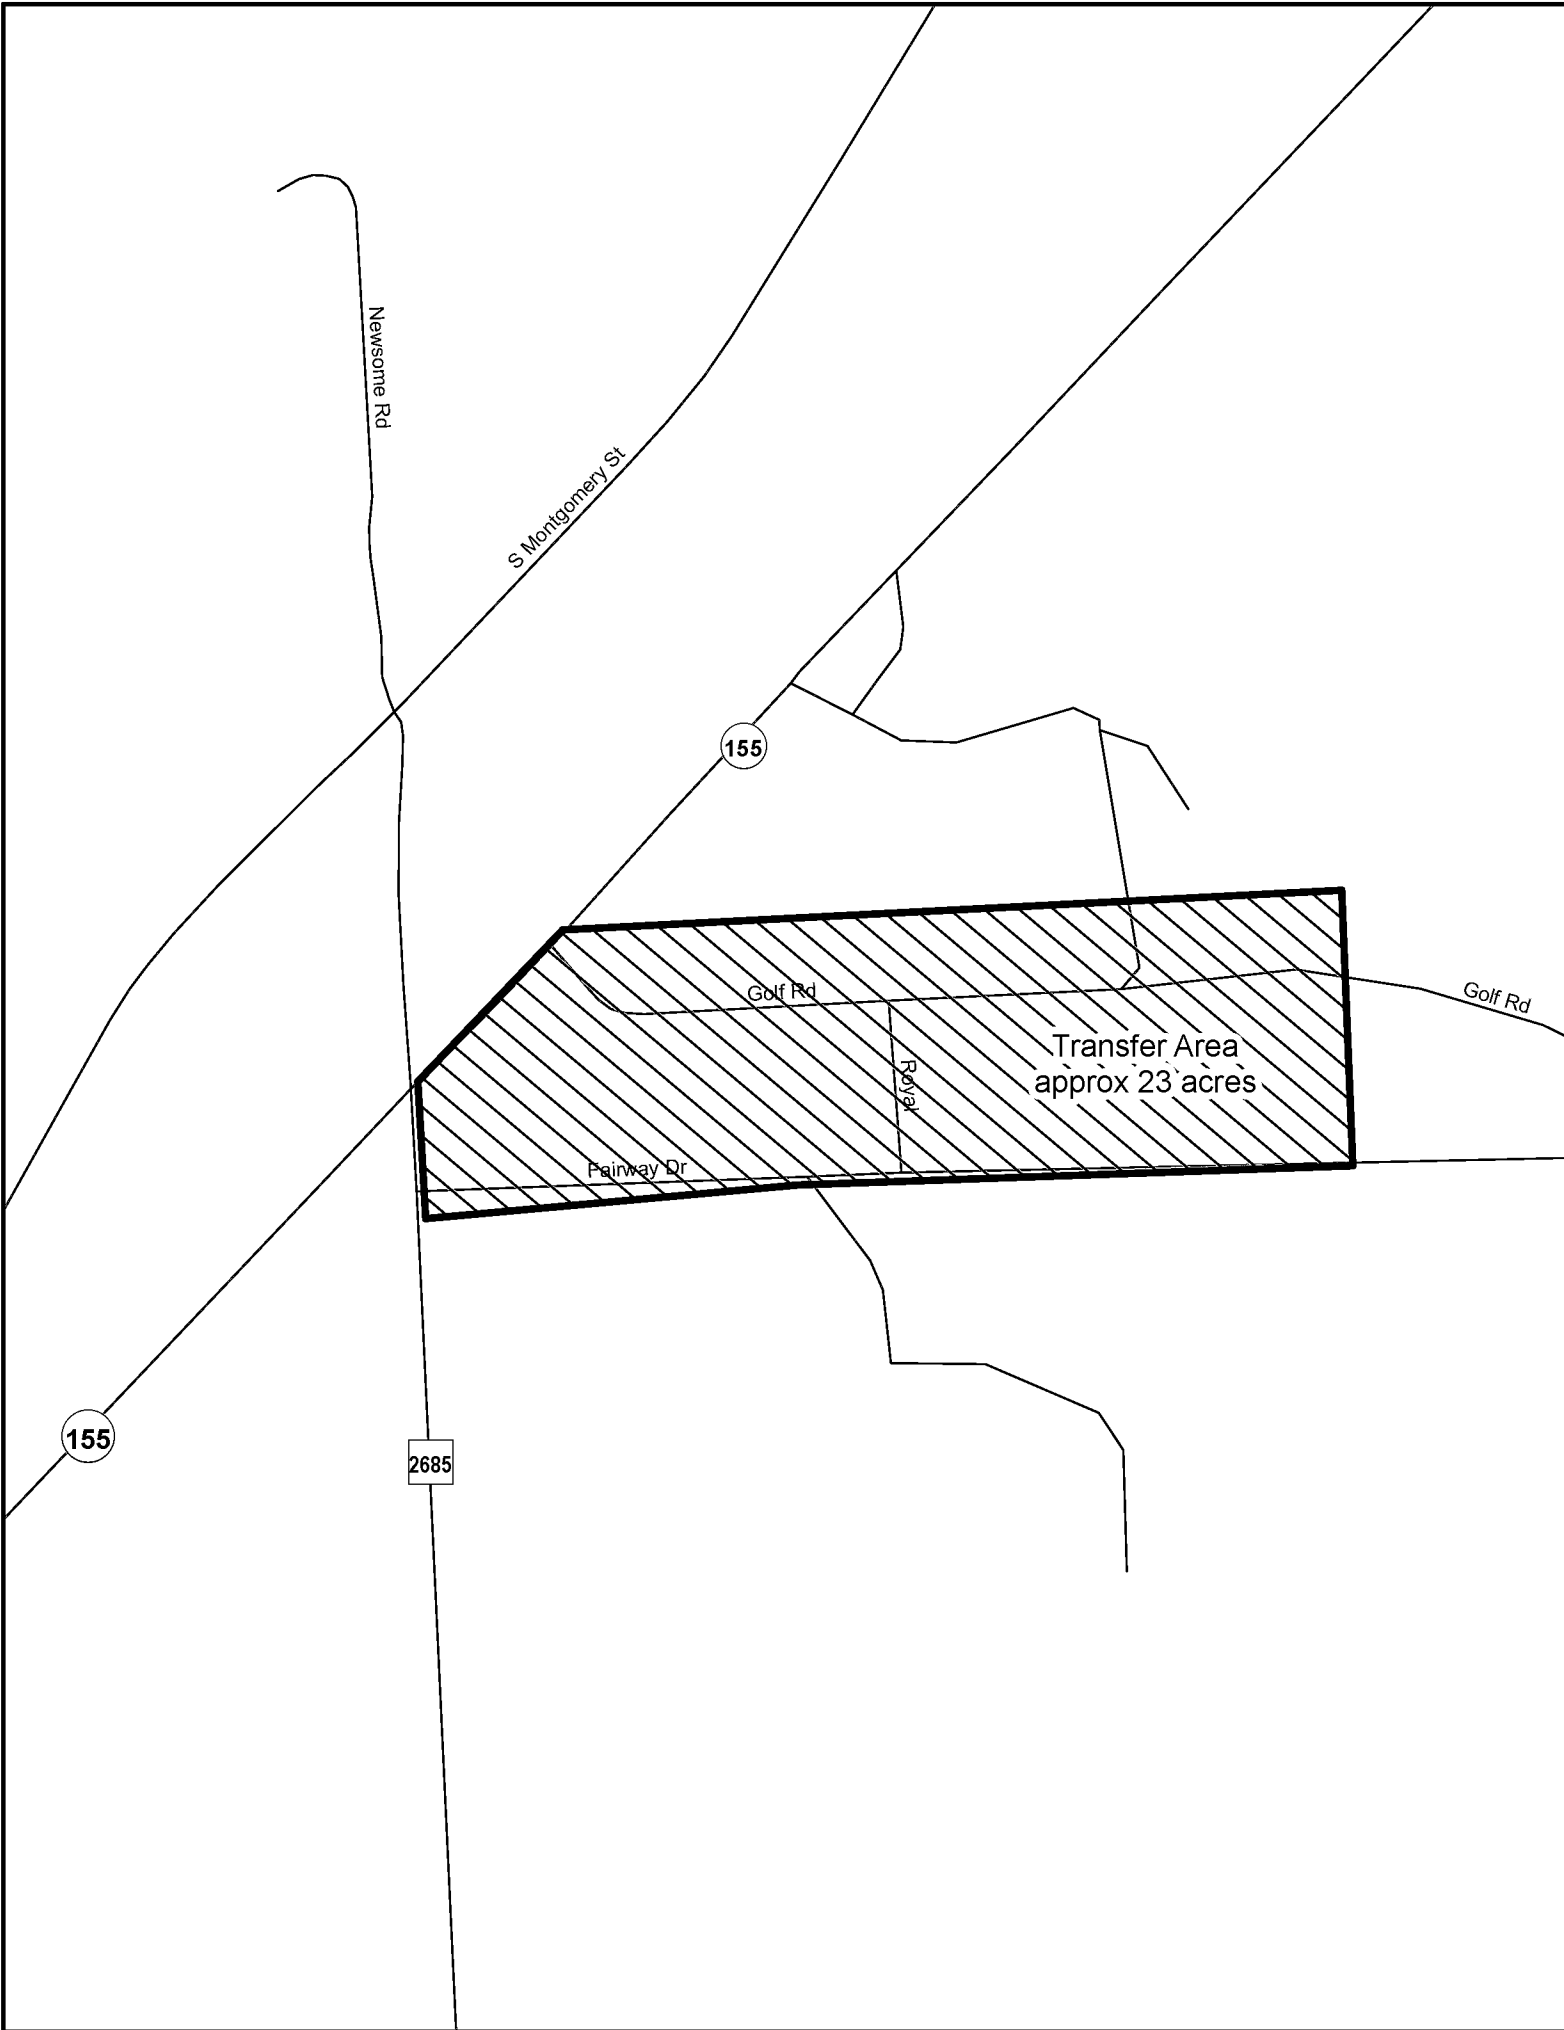 Newsome Rd
S Montgomery St
155
Golf Rd
Golf Rd
Transfer Area
approx 23 acres
Royal
Fairway Dr
155
2685